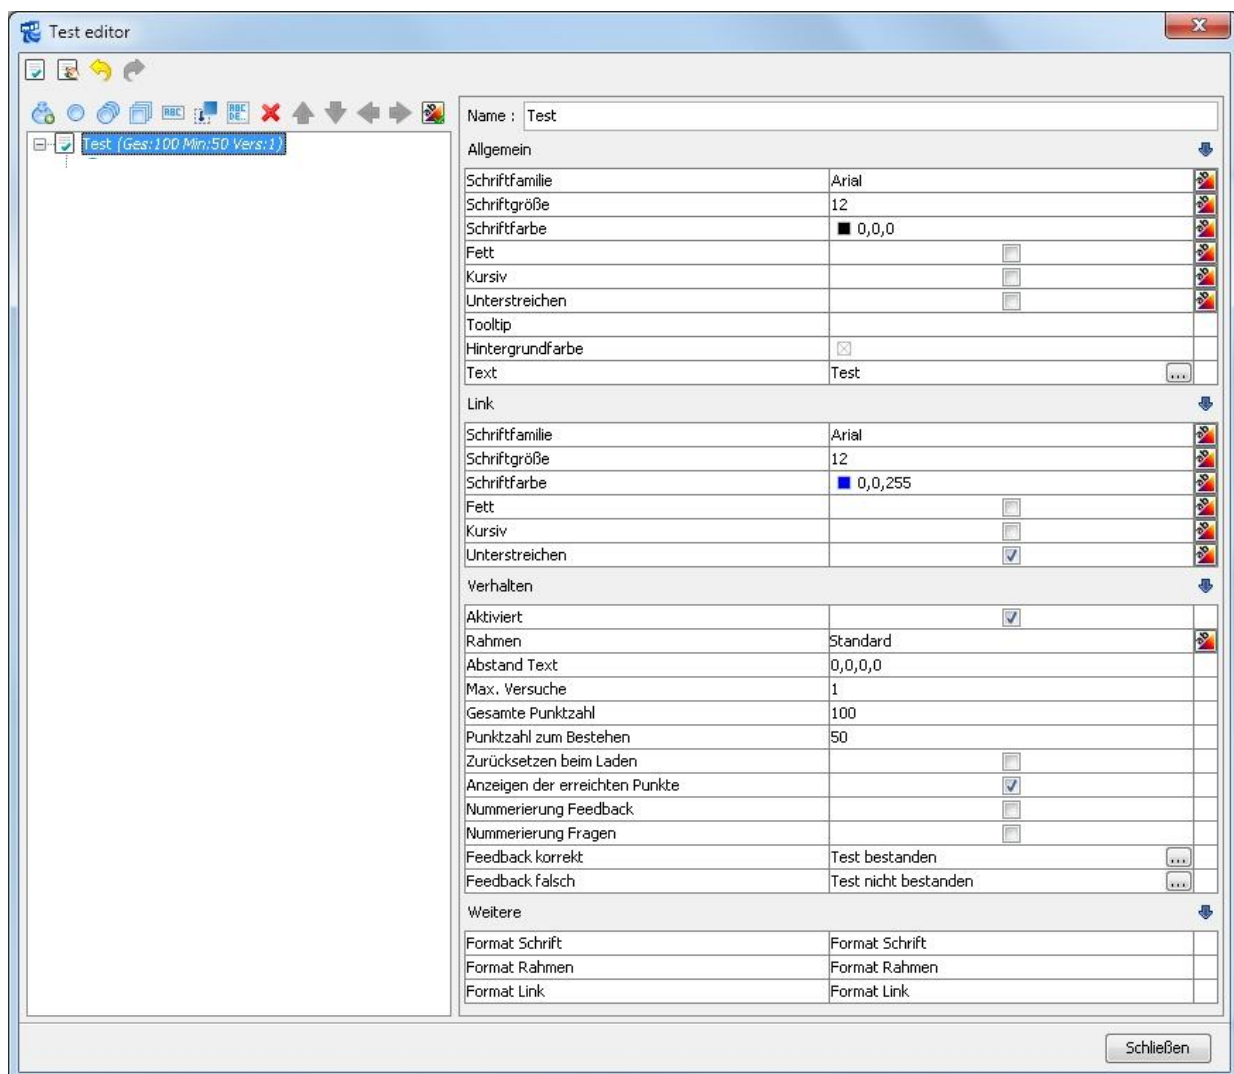 Test editor
Name : Test
Test (Ges:100 Min:50 Vers:1)
Allgemein
Schriftfamilie Arial
Schriftgröße 12
Schriftfarbe 0,0,0
Fett
Kursiv
Unterstreichen
Tooltip
Hintergrundfarbe
Text Test ...
Link
Schriftfamilie Arial
Schriftgröße 12
Schriftfarbe 0,0,255
Fett
Kursiv
Unterstreichen
Verhalten
Aktiviert
Rahmen Standard
Abstand Text 0,0,0,0
Max. Versuche 1
Gesamte Punktzahl 100
Punktzahl zum Bestehen 50
Zurücksetzen beim Laden
Anzeigen der erreichten Punkte
Nummerierung Feedback
Nummerierung Fragen
Feedback korrekt Test bestanden ...
Feedback falsch Test nicht bestanden ...
Weitere
Format Schrift Format Schrift
Format Rahmen Format Rahmen
Format Link Format Link
Schließen